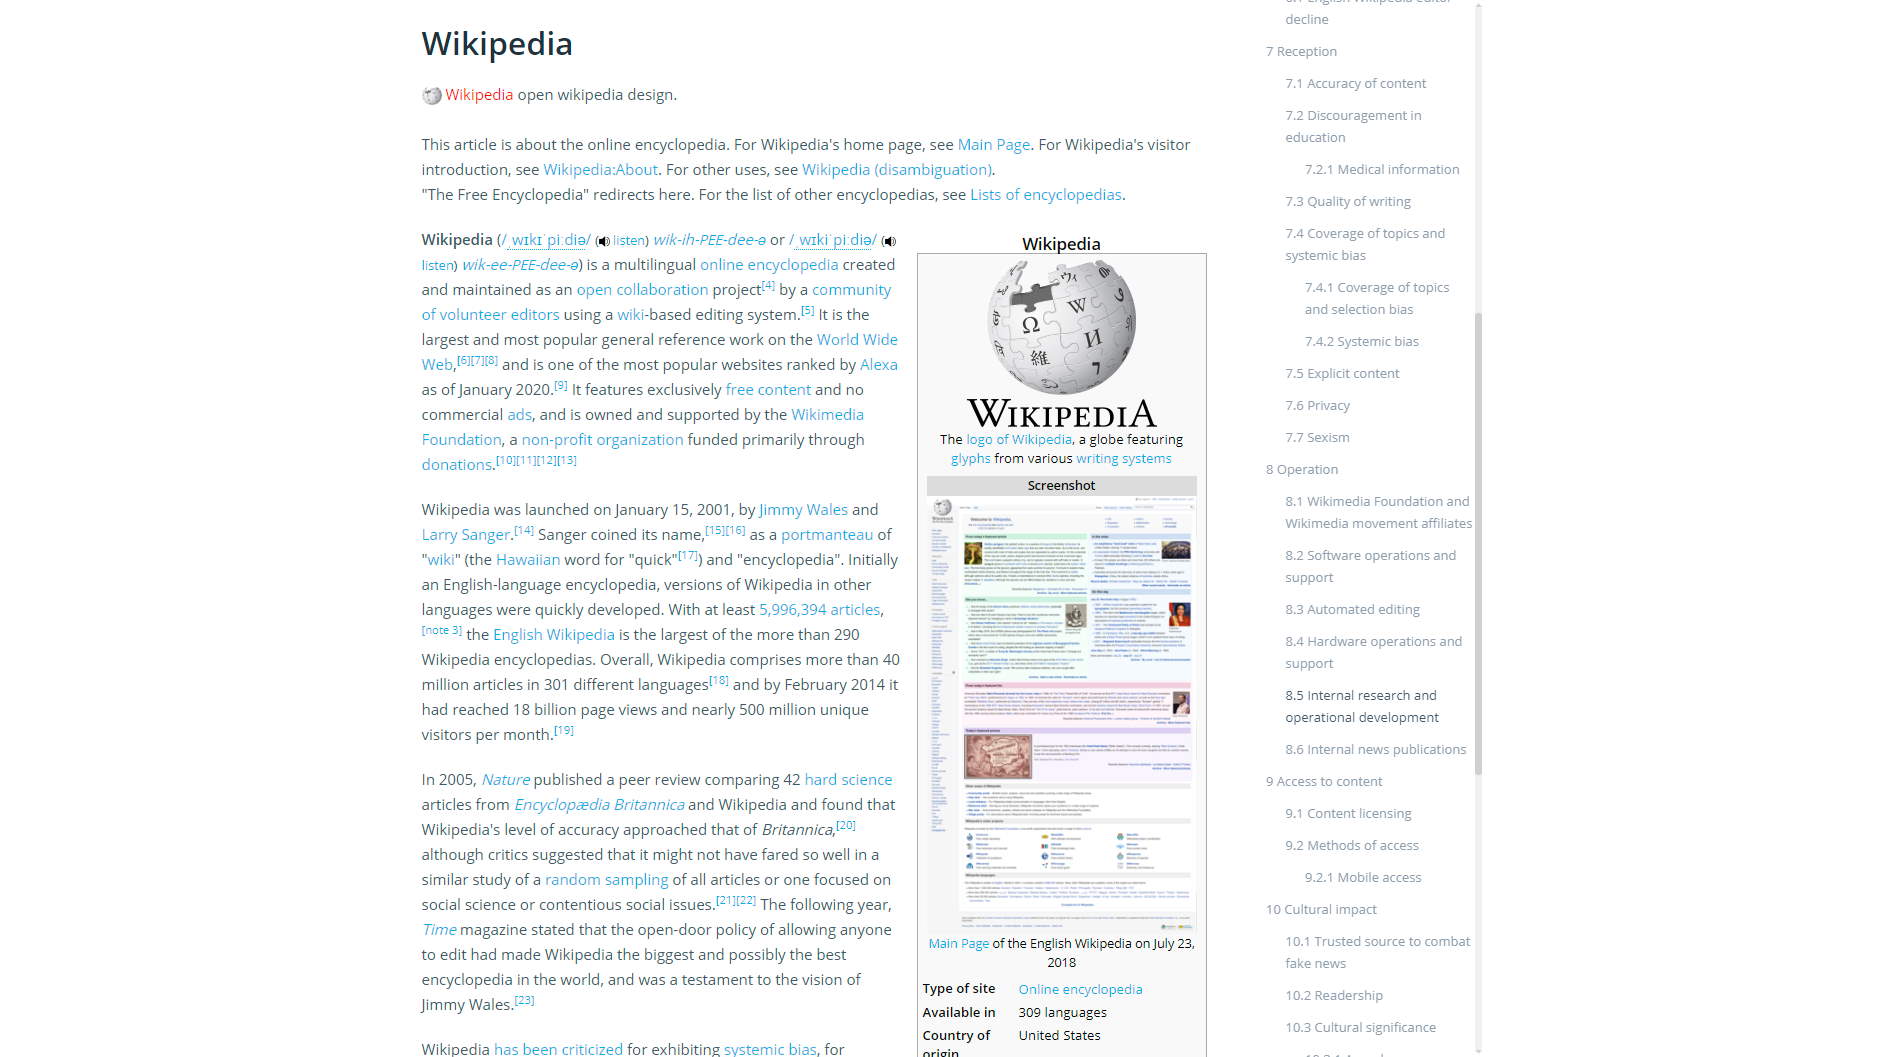 Wikipedia
Wikipedia open wikipedia design.
This article is about the online encyclopedia. For Wikipedia's home page, see Main Page. For Wikipedia's visitor
introduction, see Wikipedia:About. For other uses, see Wikipedia (disambiguation).
"The Free Encyclopedia" redirects here. For the list of other encyclopedias, see Lists of encyclopedias.
Wikipedia (/ˌwɪkɪˈpiːdiə/ (listen) wik-ih-PEE-dee-ə or /ˌwɪkiˈpiːdiə/ (
listen) wik-ee-PEE-dee-ə) is a multilingual online encyclopedia created
and maintained as an open collaboration project[4] by a community
of volunteer editors using a wiki-based editing system.[5] It is the
largest and most popular general reference work on the World Wide
Web,[6][7][8] and is one of the most popular websites ranked by Alexa
as of January 2020.[9] It features exclusively free content and no
commercial ads, and is owned and supported by the Wikimedia
Foundation, a non-profit organization funded primarily through
donations.[10][11][12][13]
Wikipedia was launched on January 15, 2001, by Jimmy Wales and
Larry Sanger.[14] Sanger coined its name,[15][16] as a portmanteau of
"wiki" (the Hawaiian word for "quick"[17]) and "encyclopedia". Initially
an English-language encyclopedia, versions of Wikipedia in other
languages were quickly developed. With at least 5,996,394 articles,
[note 3] the English Wikipedia is the largest of the more than 290
Wikipedia encyclopedias. Overall, Wikipedia comprises more than 40
million articles in 301 different languages[18] and by February 2014 it
had reached 18 billion page views and nearly 500 million unique
visitors per month.[19]
In 2005, Nature published a peer review comparing 42 hard science
articles from Encyclopædia Britannica and Wikipedia and found that
Wikipedia's level of accuracy approached that of Britannica,[20]
although critics suggested that it might not have fared so well in a
similar study of a random sampling of all articles or one focused on
social science or contentious social issues.[21][22] The following year,
Time magazine stated that the open-door policy of allowing anyone
to edit had made Wikipedia the biggest and possibly the best
encyclopedia in the world, and was a testament to the vision of
Jimmy Wales.[23]
Wikipedia has been criticized for exhibiting systemic bias, for
Wikipedia
Ω W И 維
WIKIPEDIA
The logo of Wikipedia, a globe featuring
glyphs from various writing systems
Screenshot
Main Page of the English Wikipedia on July 23,
2018
Type of site Online encyclopedia
Available in 309 languages
Country of United States
origin
decline
7 Reception
7.1 Accuracy of content
7.2 Discouragement in
education
7.2.1 Medical information
7.3 Quality of writing
7.4 Coverage of topics and
systemic bias
7.4.1 Coverage of topics
and selection bias
7.4.2 Systemic bias
7.5 Explicit content
7.6 Privacy
7.7 Sexism
8 Operation
8.1 Wikimedia Foundation and
Wikimedia movement affiliates
8.2 Software operations and
support
8.3 Automated editing
8.4 Hardware operations and
support
8.5 Internal research and
operational development
8.6 Internal news publications
9 Access to content
9.1 Content licensing
9.2 Methods of access
9.2.1 Mobile access
10 Cultural impact
10.1 Trusted source to combat
fake news
10.2 Readership
10.3 Cultural significance